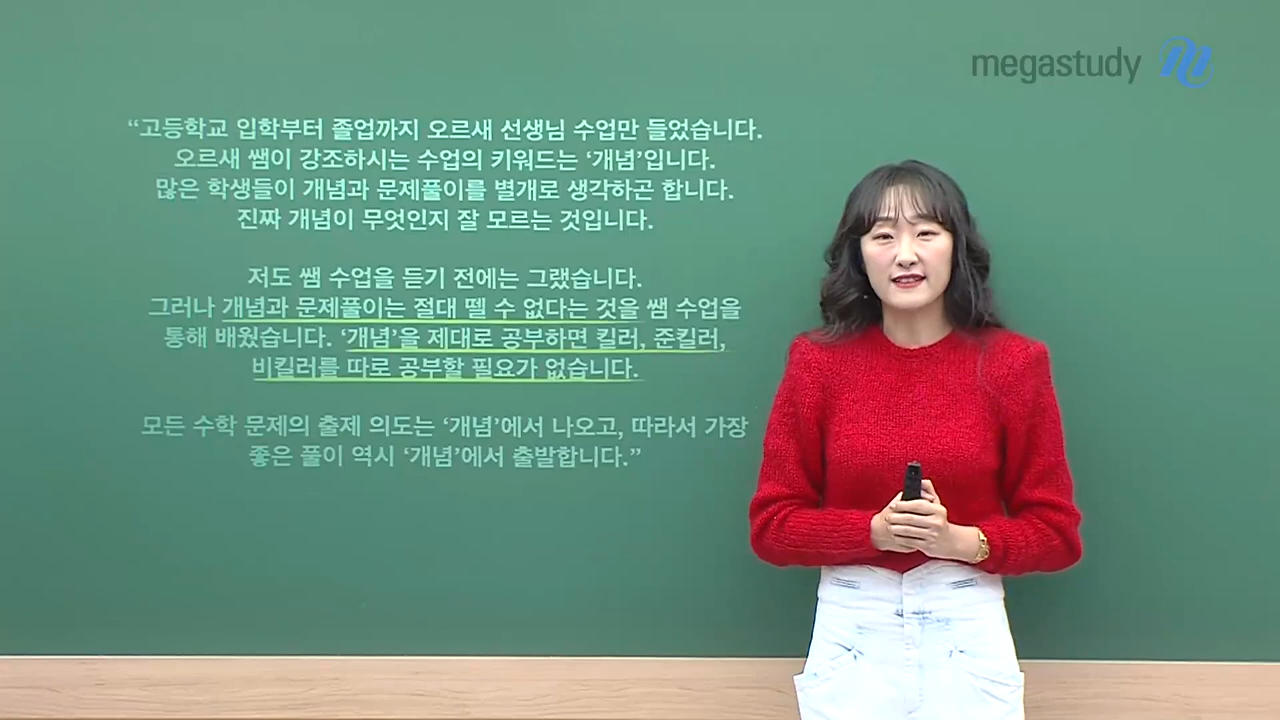 megastudy
“고등학교 입학부터 졸업까지 오르새 선생님 수업만 들었습니다.
오르새 쌤이 강조하시는 수업의 키워드는 ‘개념’입니다.
많은 학생들이 개념과 문제풀이를 별개로 생각하곤 합니다.
진짜 개념이 무엇인지 잘 모르는 것입니다.
저도 쌤 수업을 듣기 전에는 그랬습니다.
그러나 개념과 문제풀이는 절대 뗄 수 없다는 것을 쌤 수업을
통해 배웠습니다. ‘개념’을 제대로 공부하면 킬러, 준킬러,
비킬러를 따로 공부할 필요가 없습니다.
모든 수학 문제의 출제 의도는 ‘개념’에서 나오고, 따라서 가장
좋은 풀이 역시 ‘개념’에서 출발합니다.”